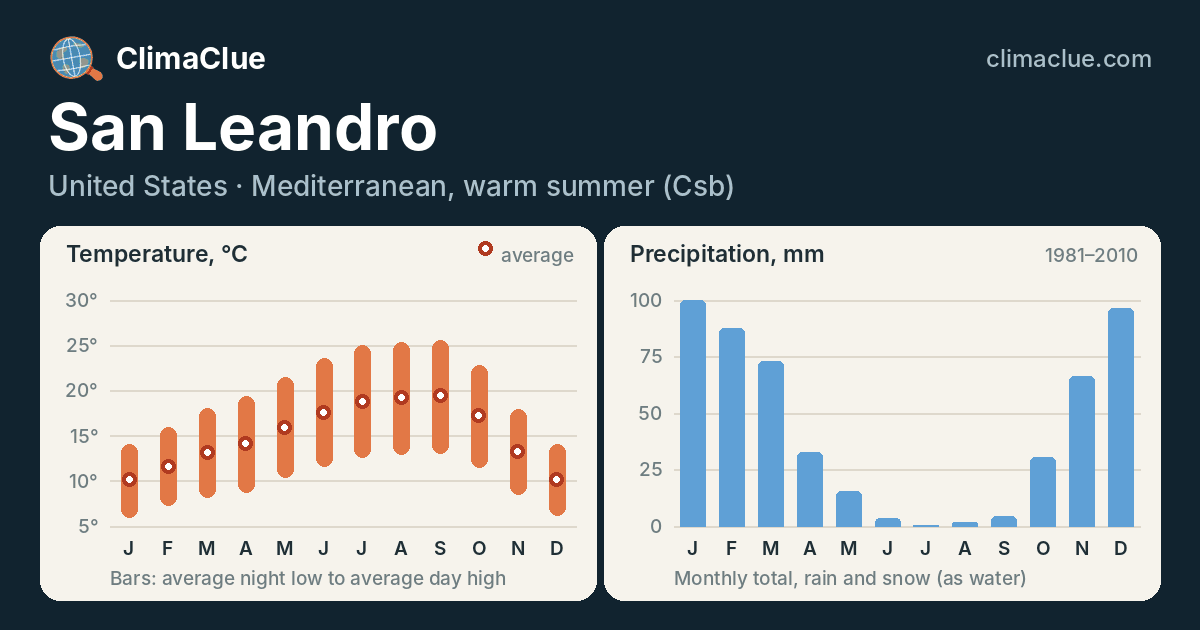 ClimaClue
climaclue.com
San Leandro
United States · Mediterranean, warm summer (Csb)
Temperature, °C
average
30°
25°
20°
15°
10°
5°
J F M A M J J A S O N D
Bars: average night low to average day high
Precipitation, mm
1981–2010
100
75
50
25
0
J F M A M J J A S O N D
Monthly total, rain and snow (as water)